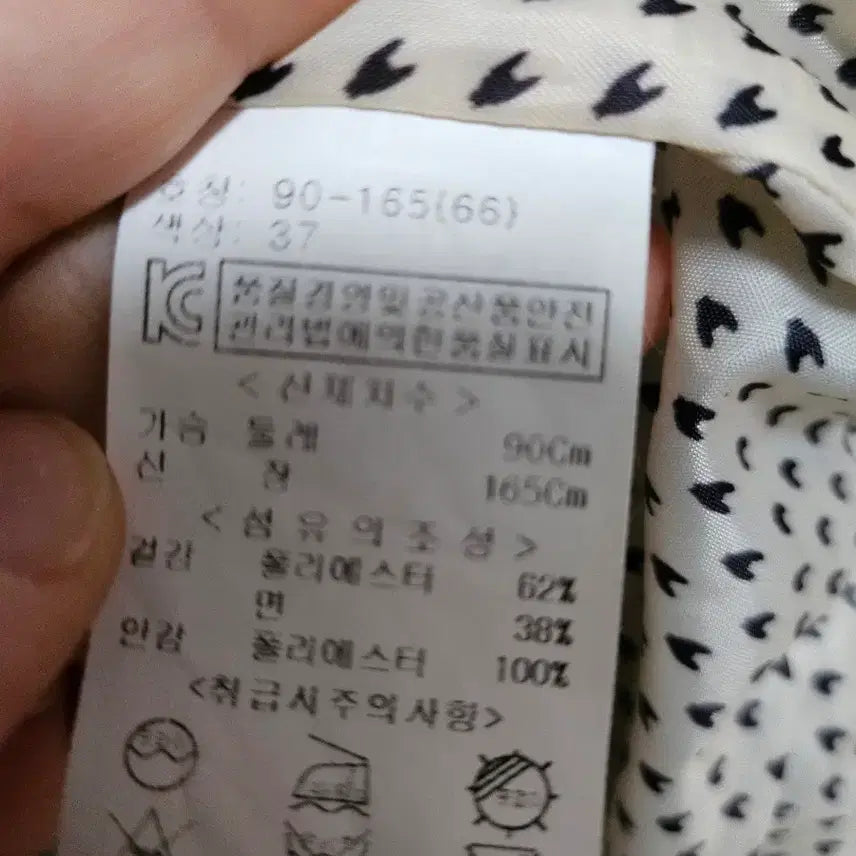 호칭: 90-165(66)
색상: 37
KC
품질경영및공산품안전
관리법에의한품질표시
<신체치수>
가슴 둘레 90Cm
신 장 165Cm
<섬유의조성>
겉감 폴리에스터 62%
면 38%
안감 폴리에스터 100%
<취급시주의사항>